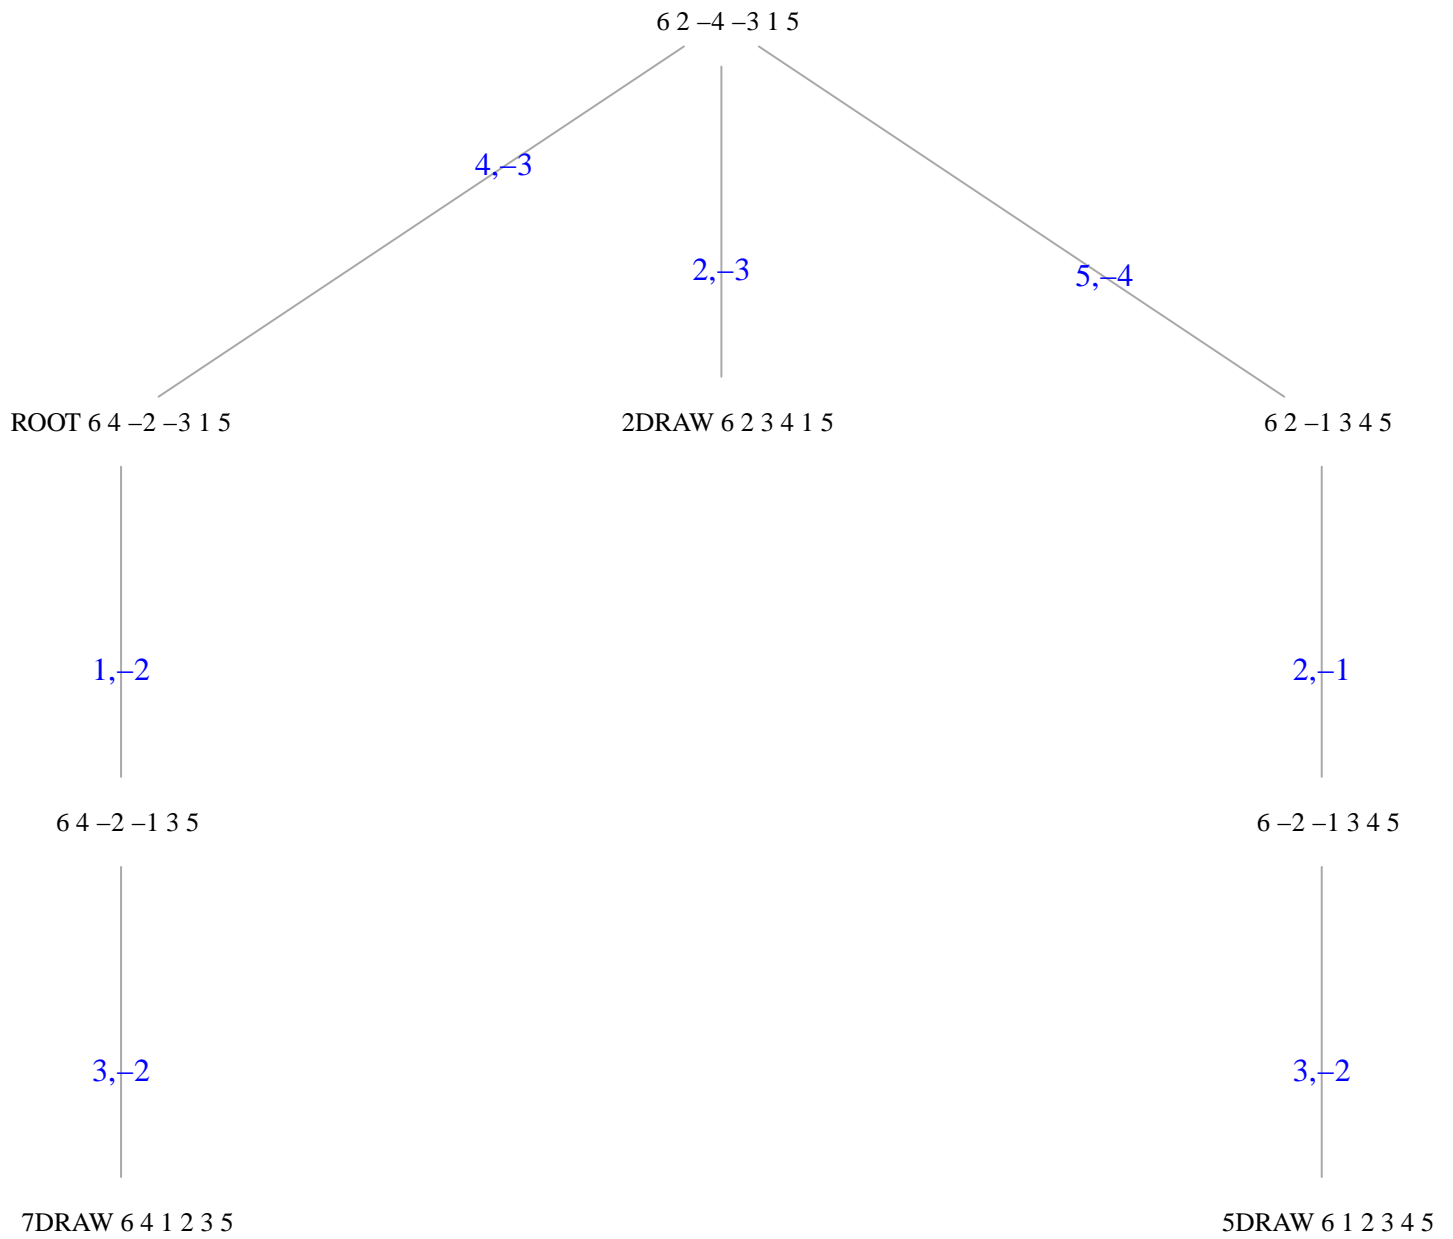 6 2 –4 –3 1 5
4,–3
2,–3
5,–4
ROOT 6 4 –2 –3 1 5
2DRAW 6 2 3 4 1 5
6 2 –1 3 4 5
1,–2
2,–1
6 4 –2 –1 3 5
6 –2 –1 3 4 5
3,–2
3,–2
7DRAW 6 4 1 2 3 5
5DRAW 6 1 2 3 4 5